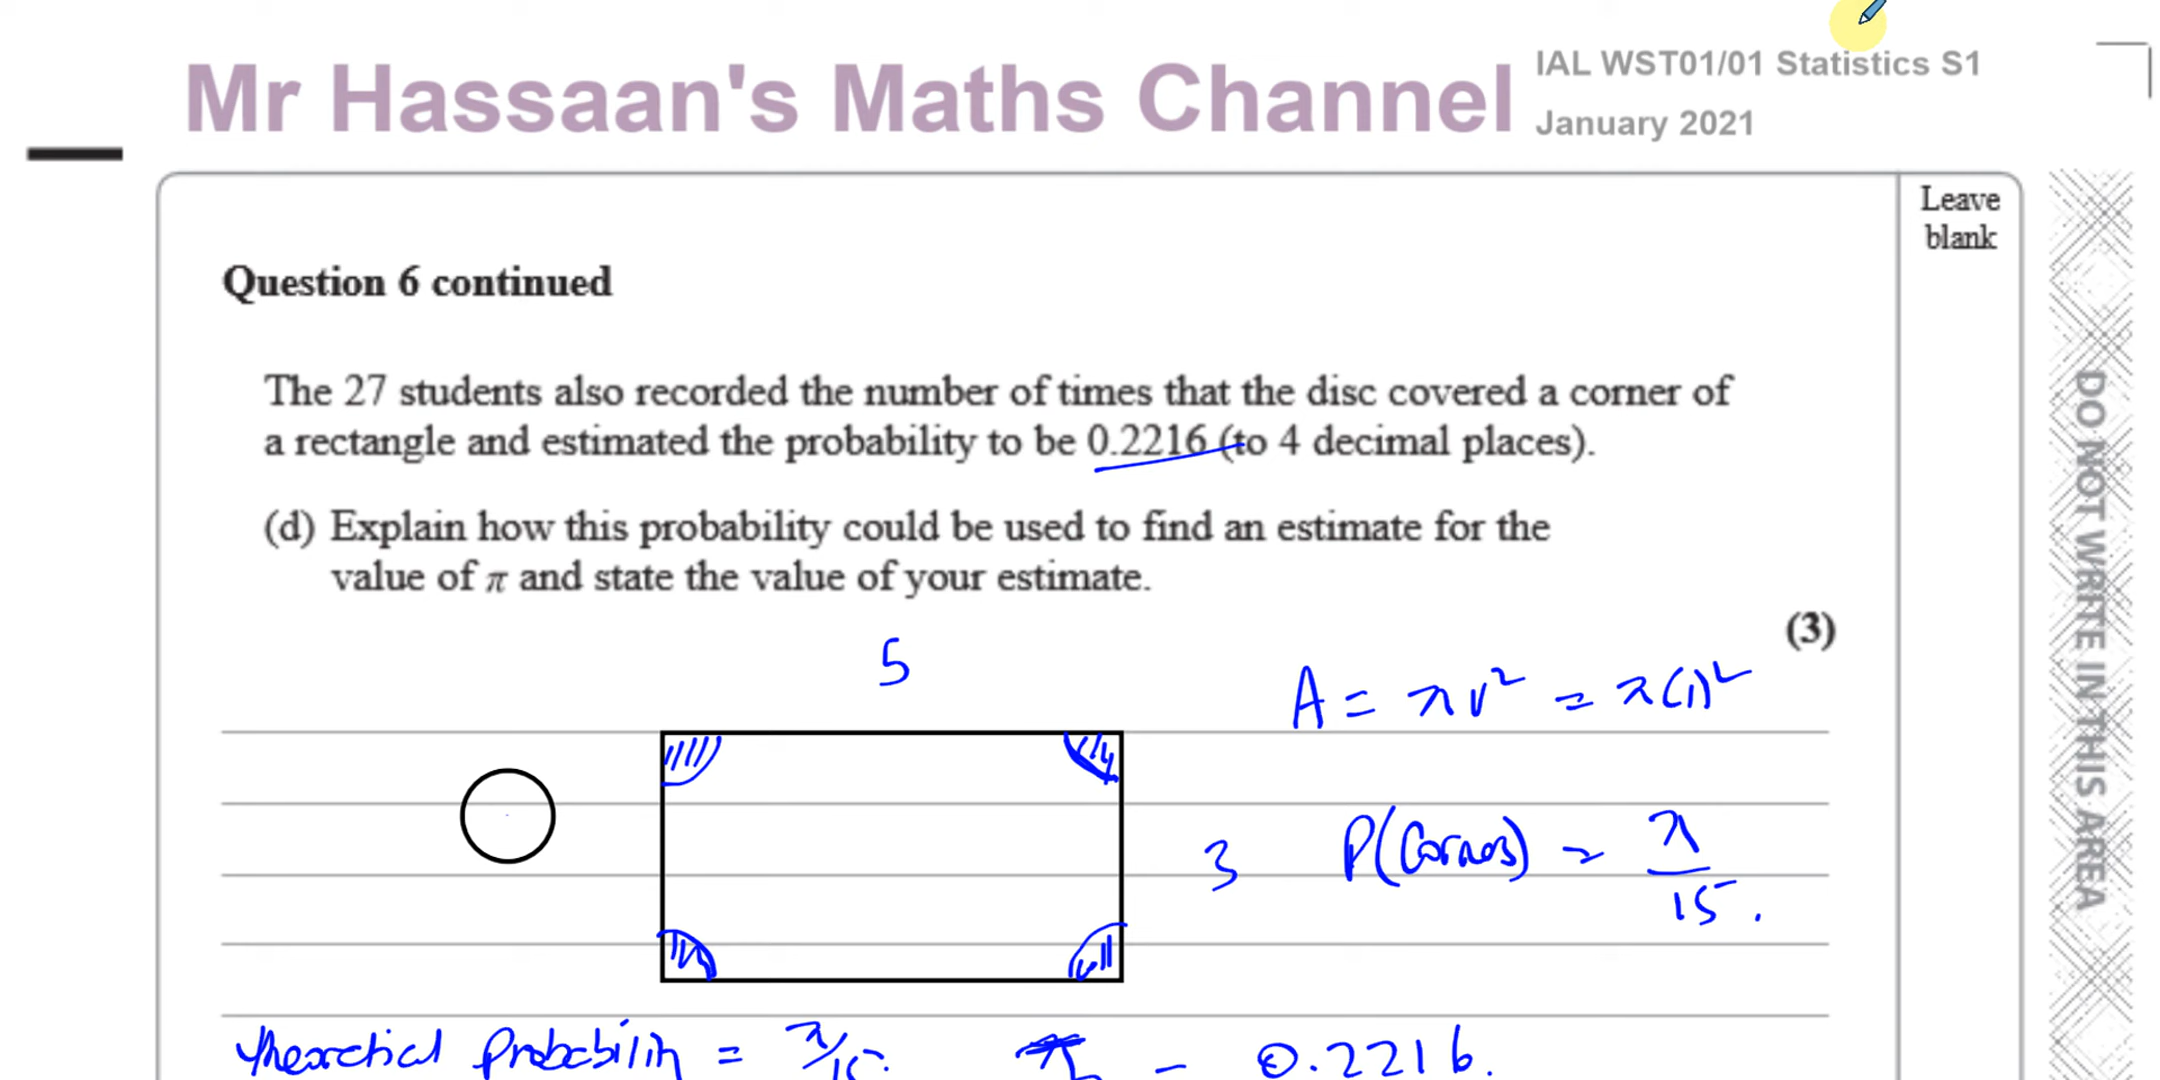 Mr Hassaan's Maths Channel
IAL WST01/01 Statistics S1
January 2021
Leave
blank
Question 6 continued
The 27 students also recorded the number of times that the disc covered a corner of
a rectangle and estimated the probability to be 0.2216 (to 4 decimal places).
(d) Explain how this probability could be used to find an estimate for the
value of π and state the value of your estimate.
(3)
5
A = πr² = π(1)²
3
P(Corners) = π/15.
theoretical Probability = π/15. π/15 = 0.2216.
DO NOT WRITE IN THIS AREA